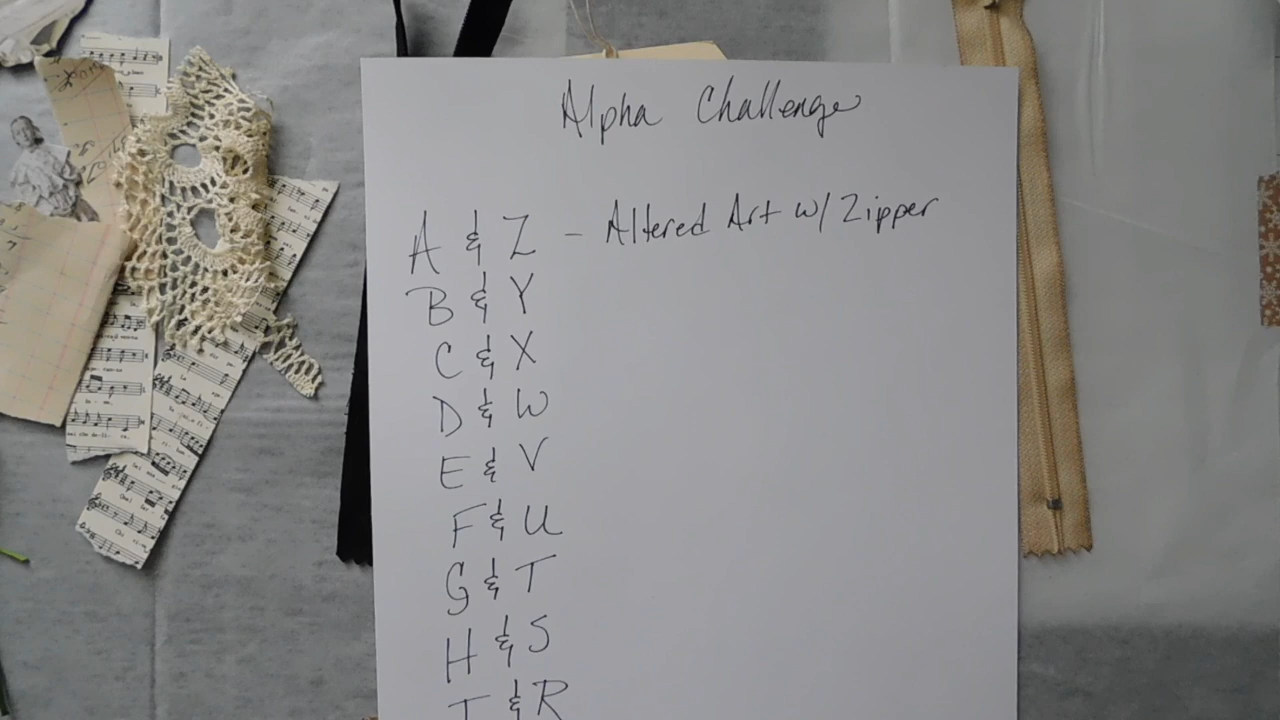 Alpha Challenge
A & Z - Altered Art w/ Zipper
B & Y
C & X
D & W
E & V
F & U
G & T
H & S
I & R